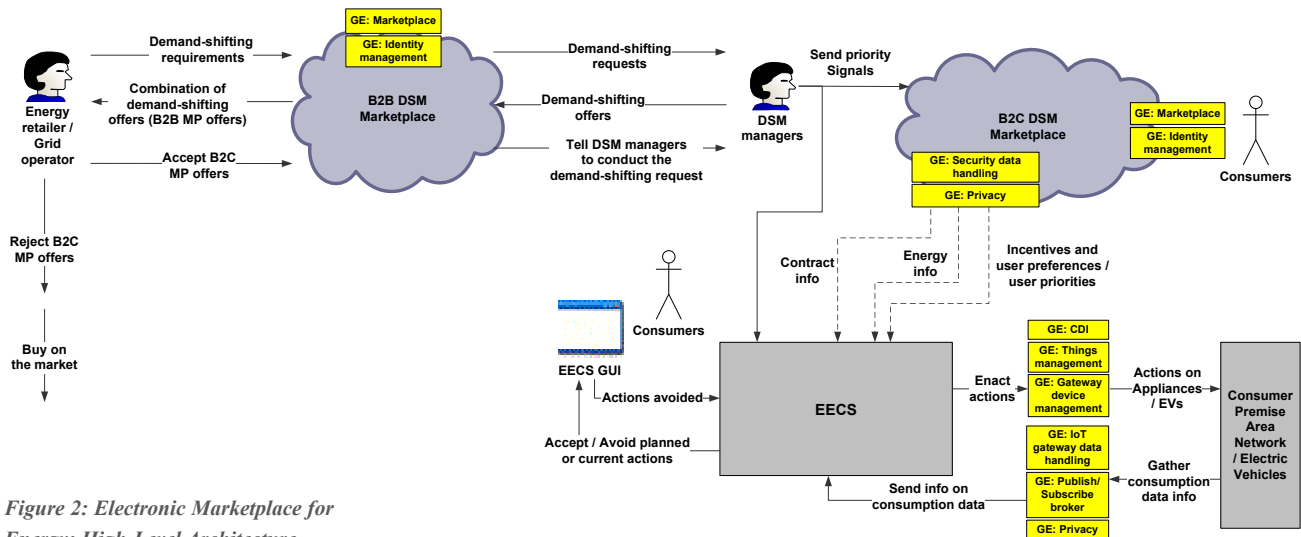 GE: Marketplace
GE: Identity
management
B2B DSM
Marketplace
Demand-shifting
requirements
Combination of
demand-shifting
offers (B2B MP offers)
Accept B2C
MP offers
Energy
retailer /
Grid
operator
Reject B2C
MP offers
Buy on
the market
Demand-shifting
requests
Demand-shifting
offers
Tell DSM managers
to conduct the
demand-shifting request
DSM
managers
Send priority
Signals
B2C DSM
Marketplace
GE: Marketplace
GE: Identity
management
Consumers
GE: Security data
handling
GE: Privacy
Contract
info
Energy
info
Incentives and
user preferences /
user priorities
Consumers
EECS GUI
Actions avoided
Accept / Avoid planned
or current actions
EECS
Enact
actions
GE: CDI
GE: Things
management
GE: Gateway
device
management
Actions on
Appliances
/ EVs
Consumer
Premise
Area
Network
/ Electric
Vehicles
GE: IoT
gateway data
handling
GE: Publish/
Subscribe
broker
GE: Privacy
Gather
consumption
data info
Send info on
consumption data
Figure 2: Electronic Marketplace for
Energy High Level Architecture